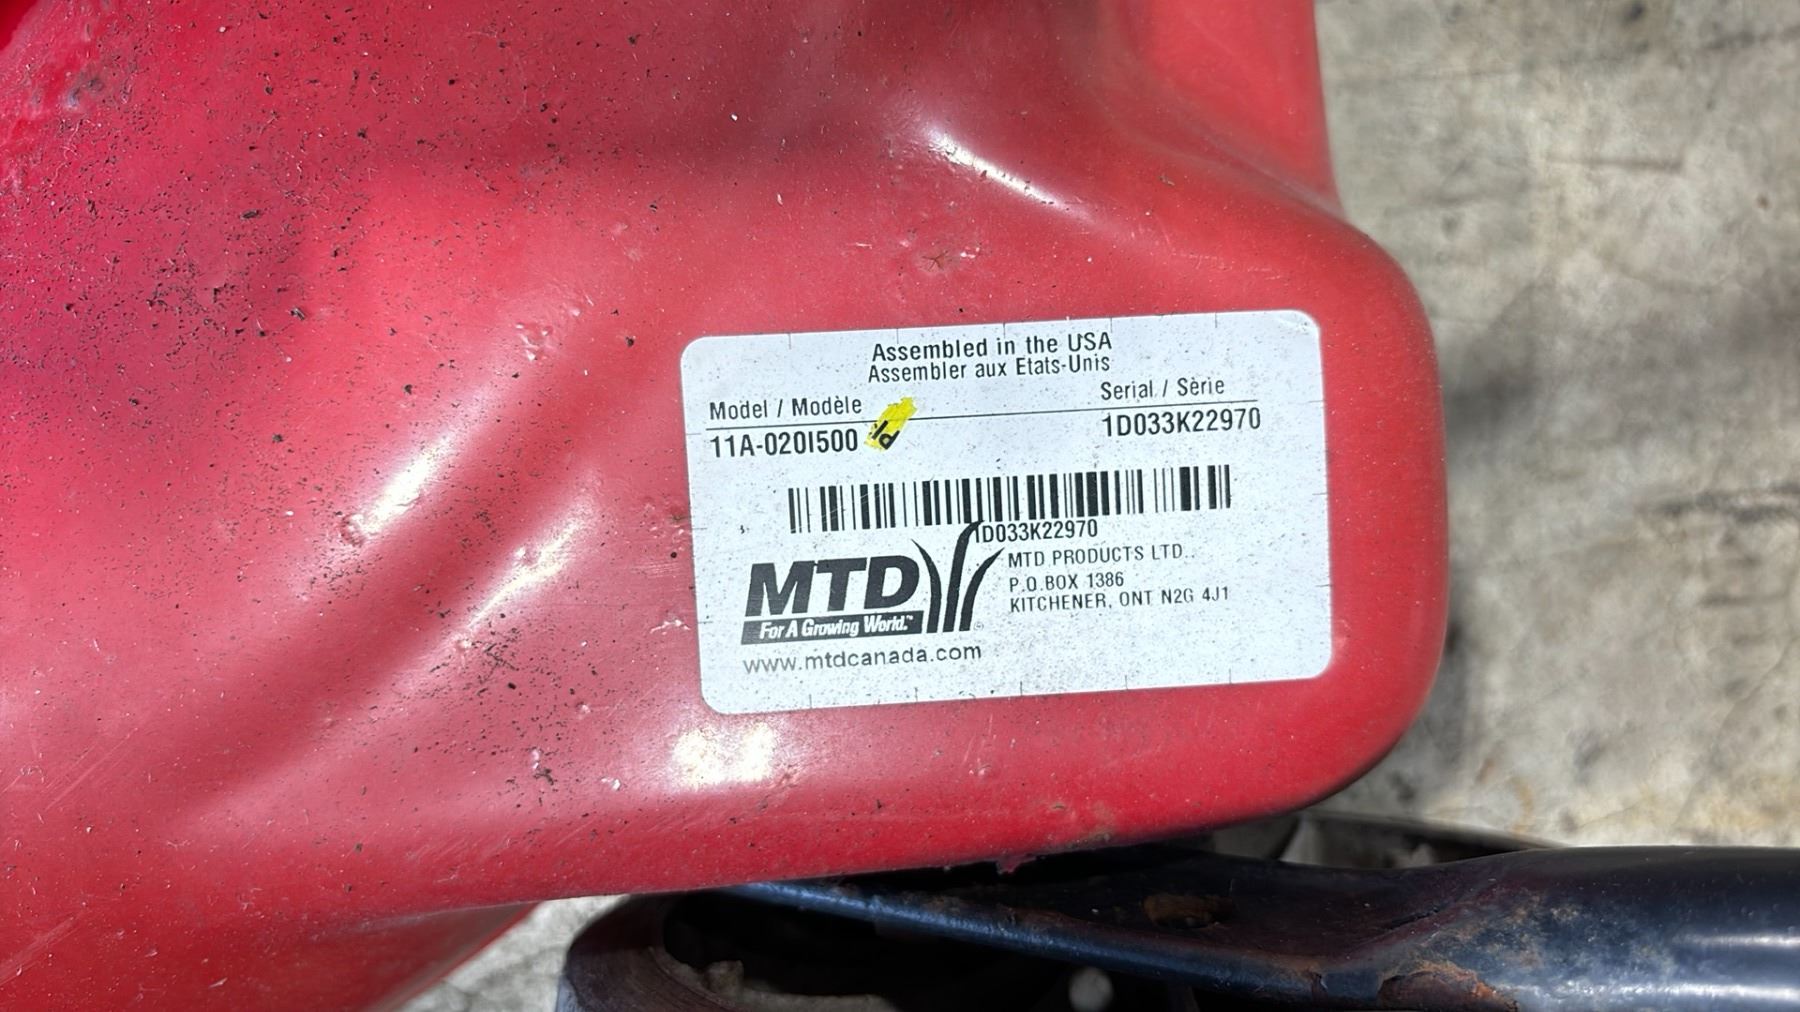 Assembled in the USA
Assembler aux Etats-Unis
Model / Modèle Serial / Série
11A-020I500 1D033K22970
1D033K22970
MTD
For A Growing World.™
MTD PRODUCTS LTD.
P.O.BOX 1386
KITCHENER, ONT N2G 4J1
www.mtdcanada.com